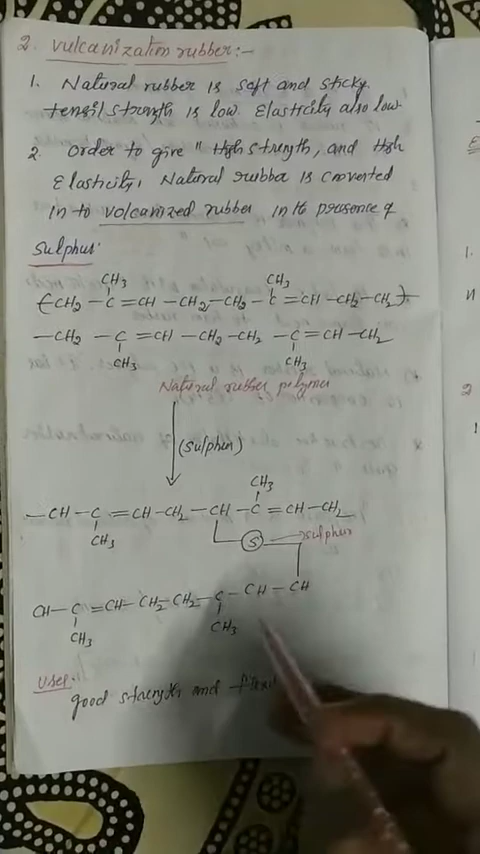 2. Vulcanization rubber:-
1. Natural rubber is soft and sticky.
tensil strength is low. Elasticity also low.
2. Order to give " High strength, and High
Elasticity, Natural rubber is converted
in to volcanized rubber in the presence of
Sulphur.
CH3 CH3
(CH2 - C = CH - CH2 - CH2 - C = CH - CH2 - CH2)
- CH2 - C = CH - CH2 - CH2 - C = CH - CH2
CH3 CH3
Natural rubber polymer
(Sulphur)
CH3
- CH - C = CH - CH2 - CH - C = CH - CH2
CH3
S sulphur
CH - C = CH - CH2 - CH2 - C - CH - CH
CH3 CH3
Uses:
good strength and